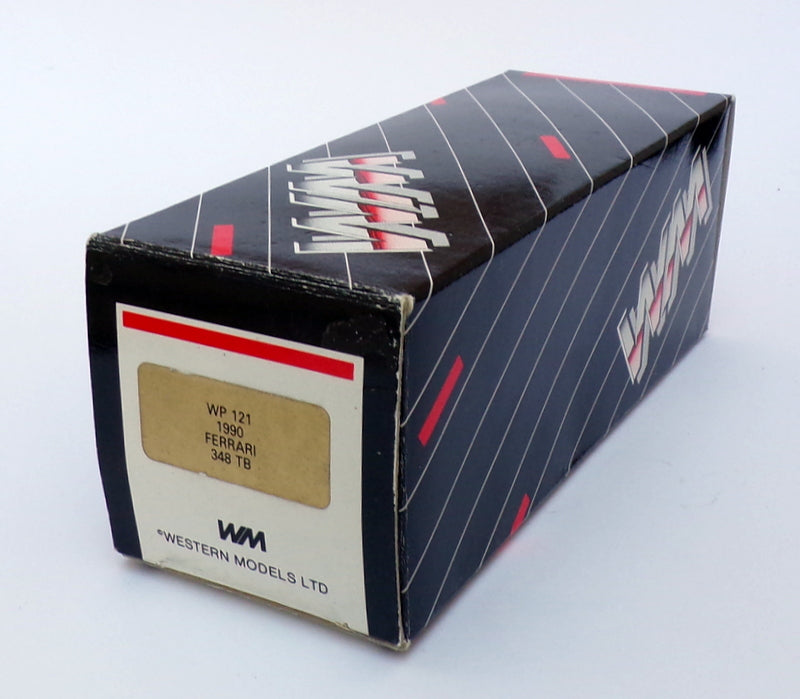 WP 121
1990
FERRARI
348 TB
WM
©WESTERN MODELS LTD